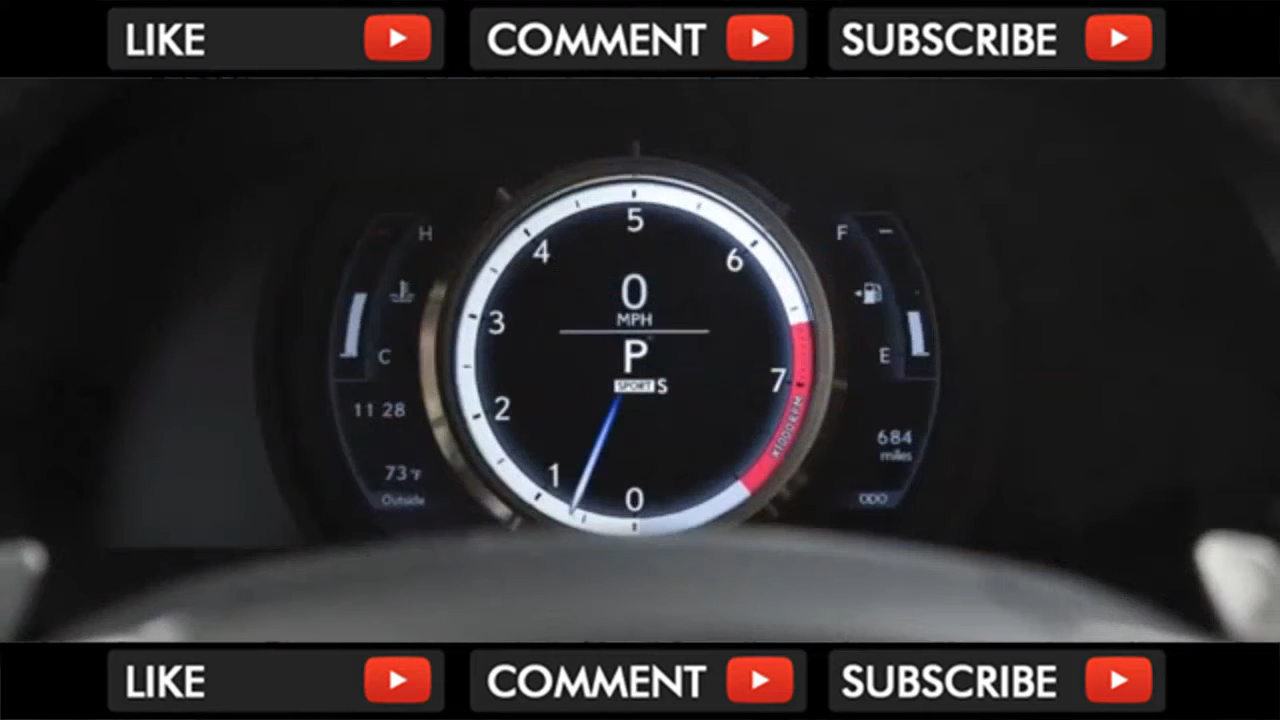 LIKE COMMENT SUBSCRIBE
H
C
11 28
73°F
Outside
0
1
2
3
4
5
6
7
x1000RPM
0
MPH
P
SPORT S
F
E
684
miles
ODO
LIKE COMMENT SUBSCRIBE